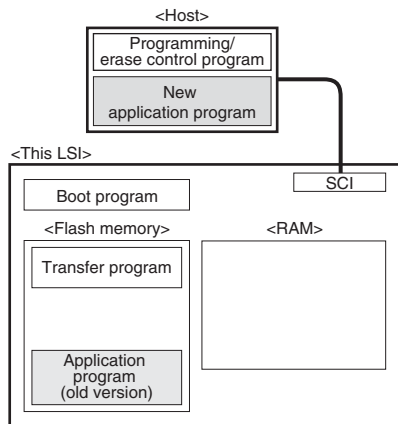 <Host>
Programming/
erase control program
New
application program
<This LSI>
SCI
Boot program
<Flash memory>
<RAM>
Transfer program
Application
program
(old version)